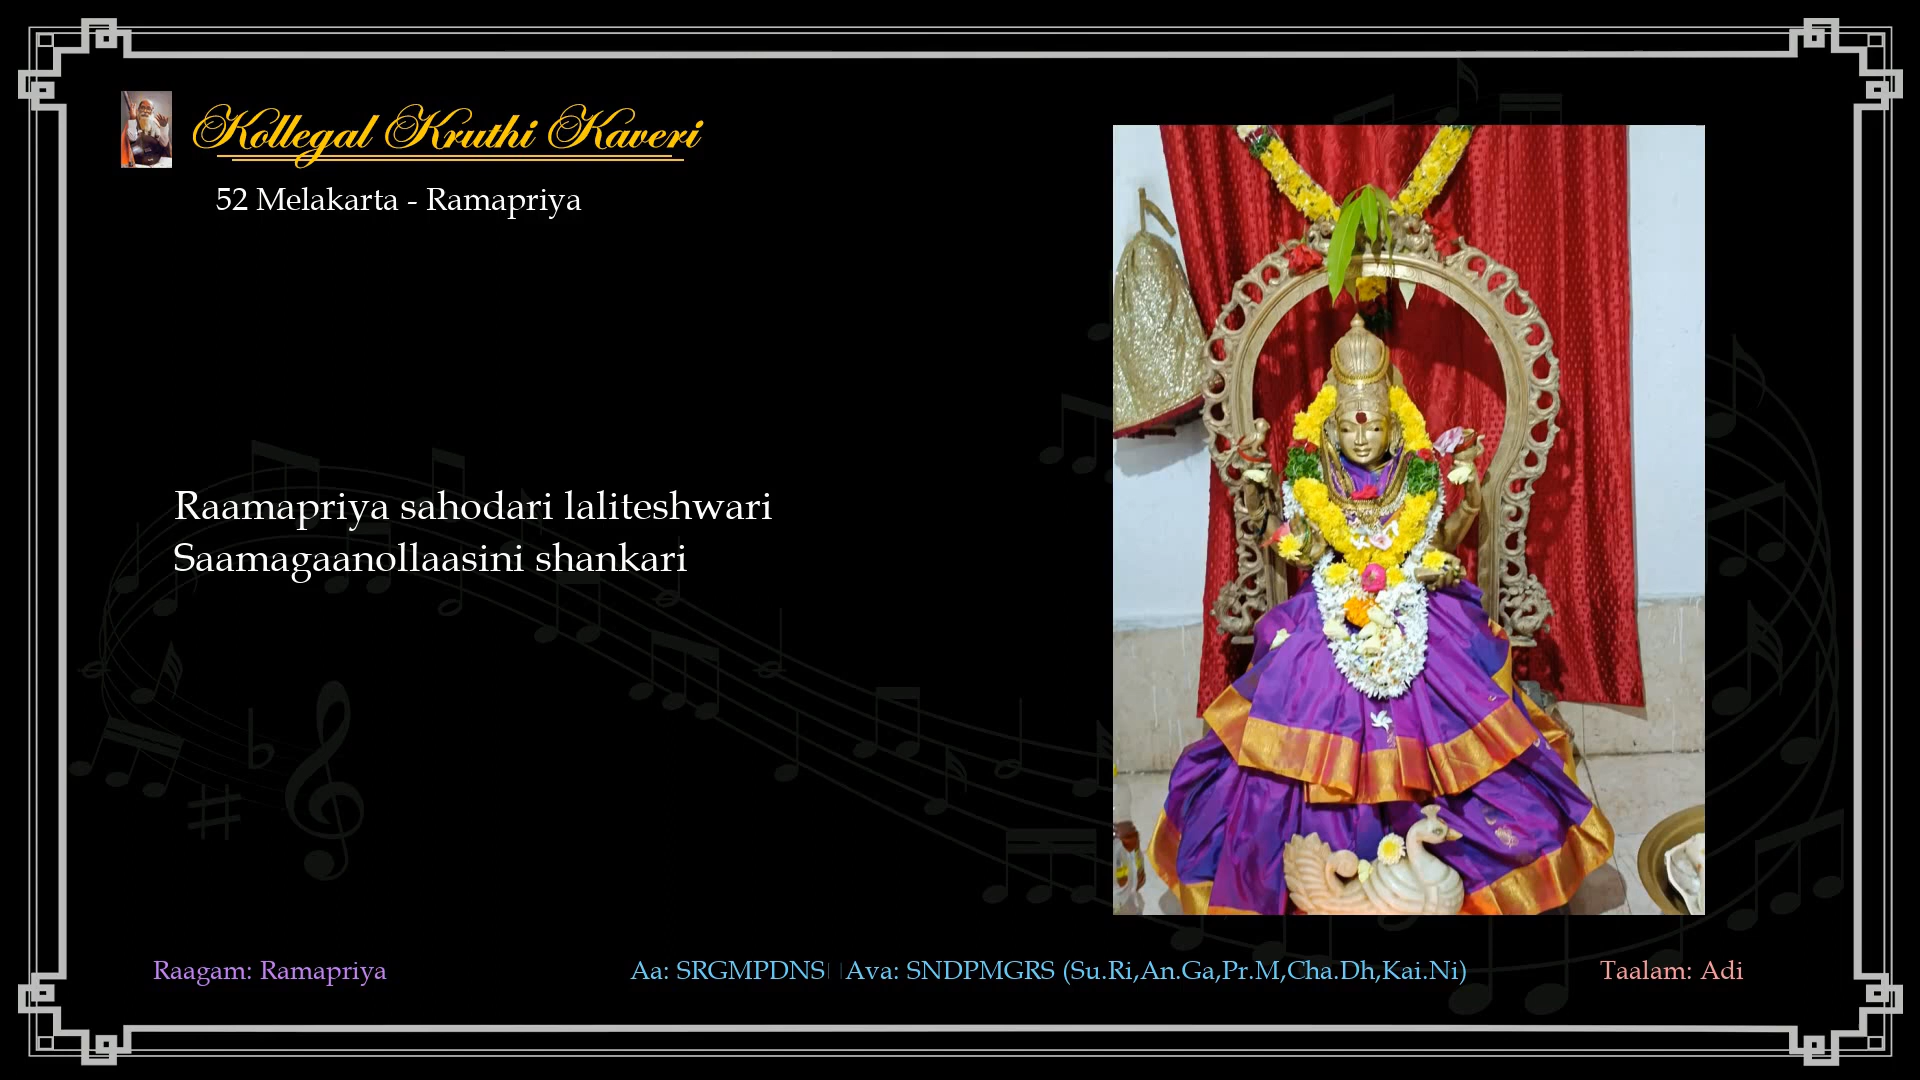 Kollegal Kruthi Kaveri
52 Melakarta - Ramapriya
Raamapriya sahodari laliteshwari
Saamagaanollaasini shankari
Raagam: Ramapriya
Aa: SRGMPDNS Ava: SNDPMGRS (Su.Ri,An.Ga,Pr.M,Cha.Dh,Kai.Ni)
Taalam: Adi